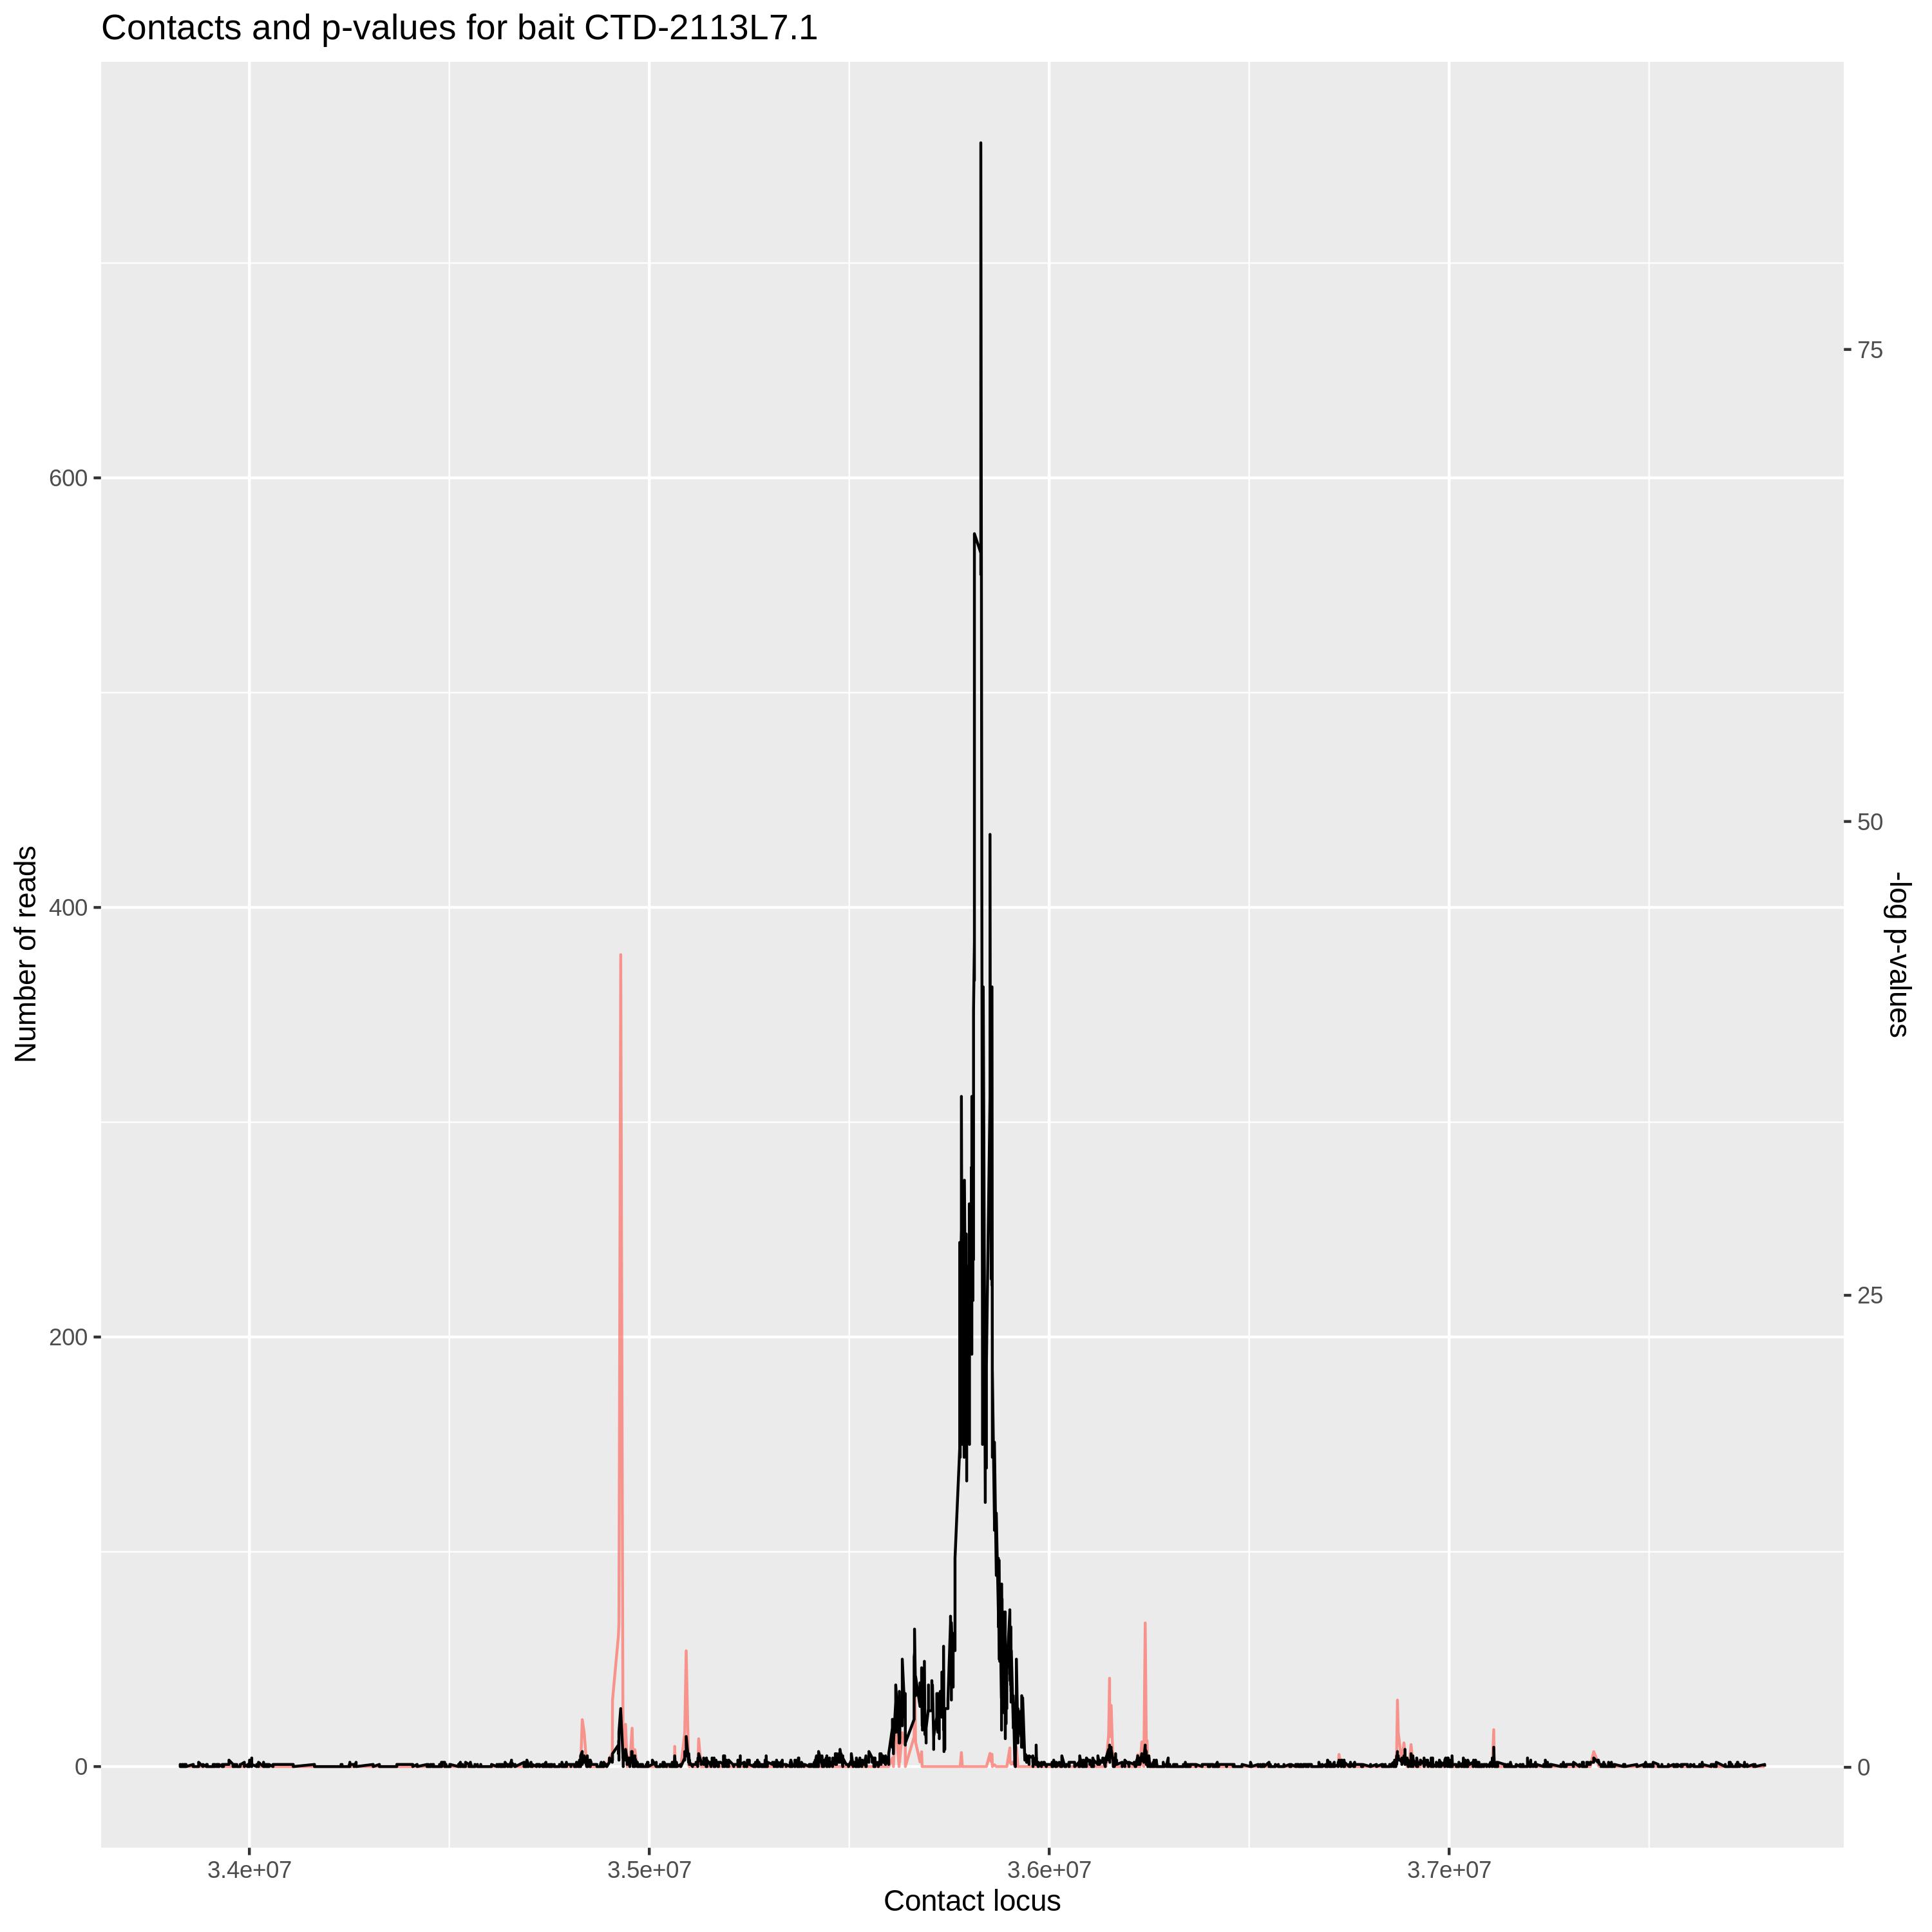 Contacts and p-values for bait CTD-2113L7.1
600
400
200
0
75
50
25
0
Number of reads
-log p-values
3.4e+07
3.5e+07
3.6e+07
3.7e+07
Contact locus